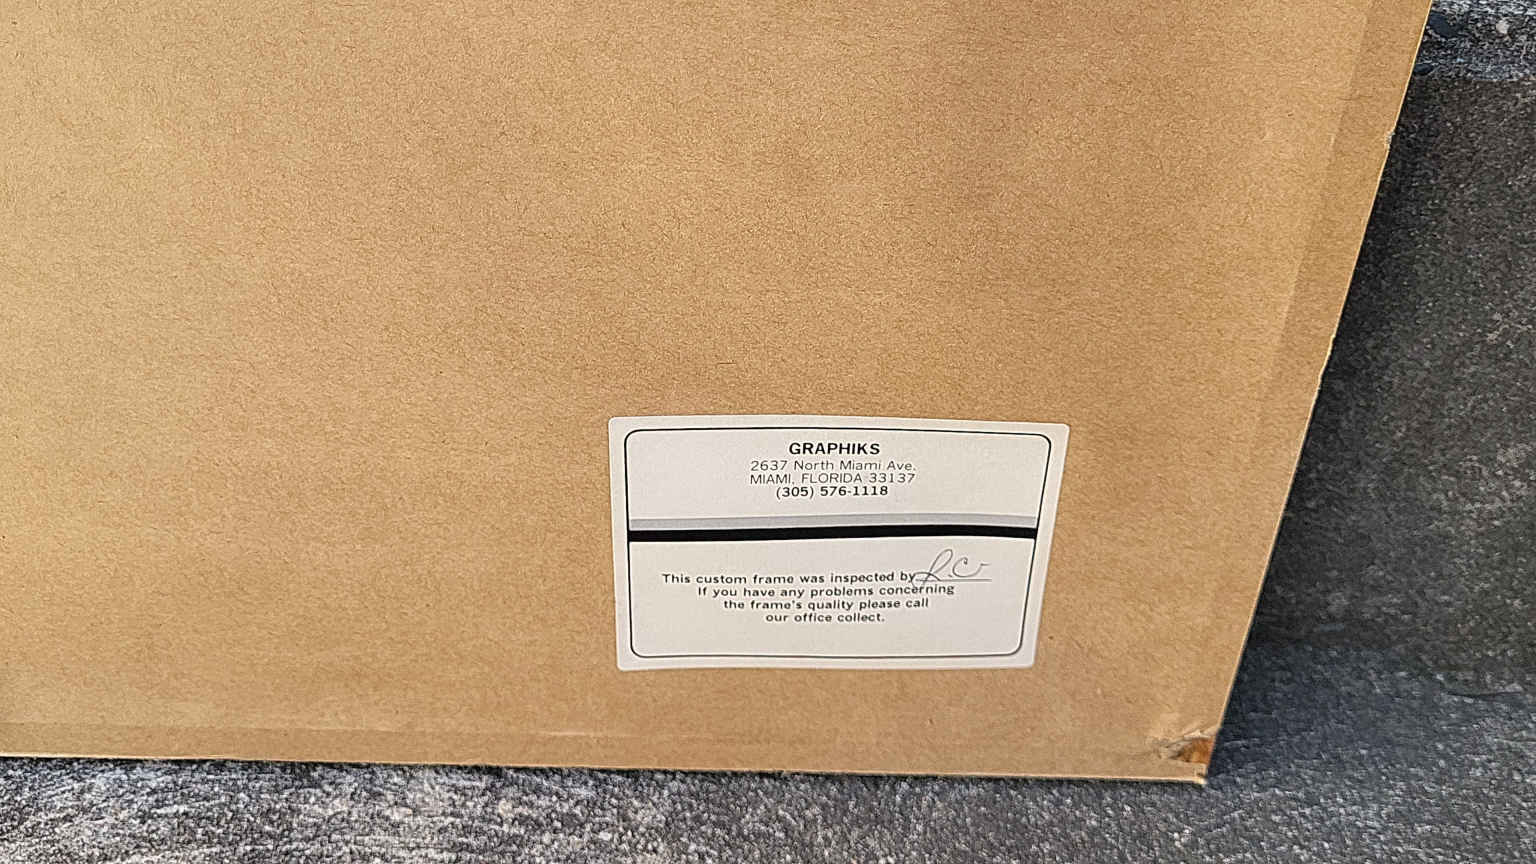 GRAPHIKS
2637 North Miami Ave.
MIAMI, FLORIDA 33137
(305) 576-1118
This custom frame was inspected by
If you have any problems concerning
the frame's quality please call
our office collect.